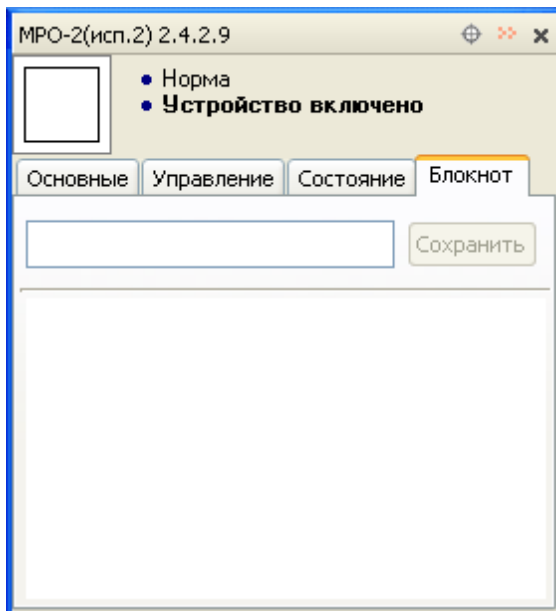 МРО-2(исп.2) 2.4.2.9
Норма
Устройство включено
Основные Управление Состояние Блокнот
Сохранить